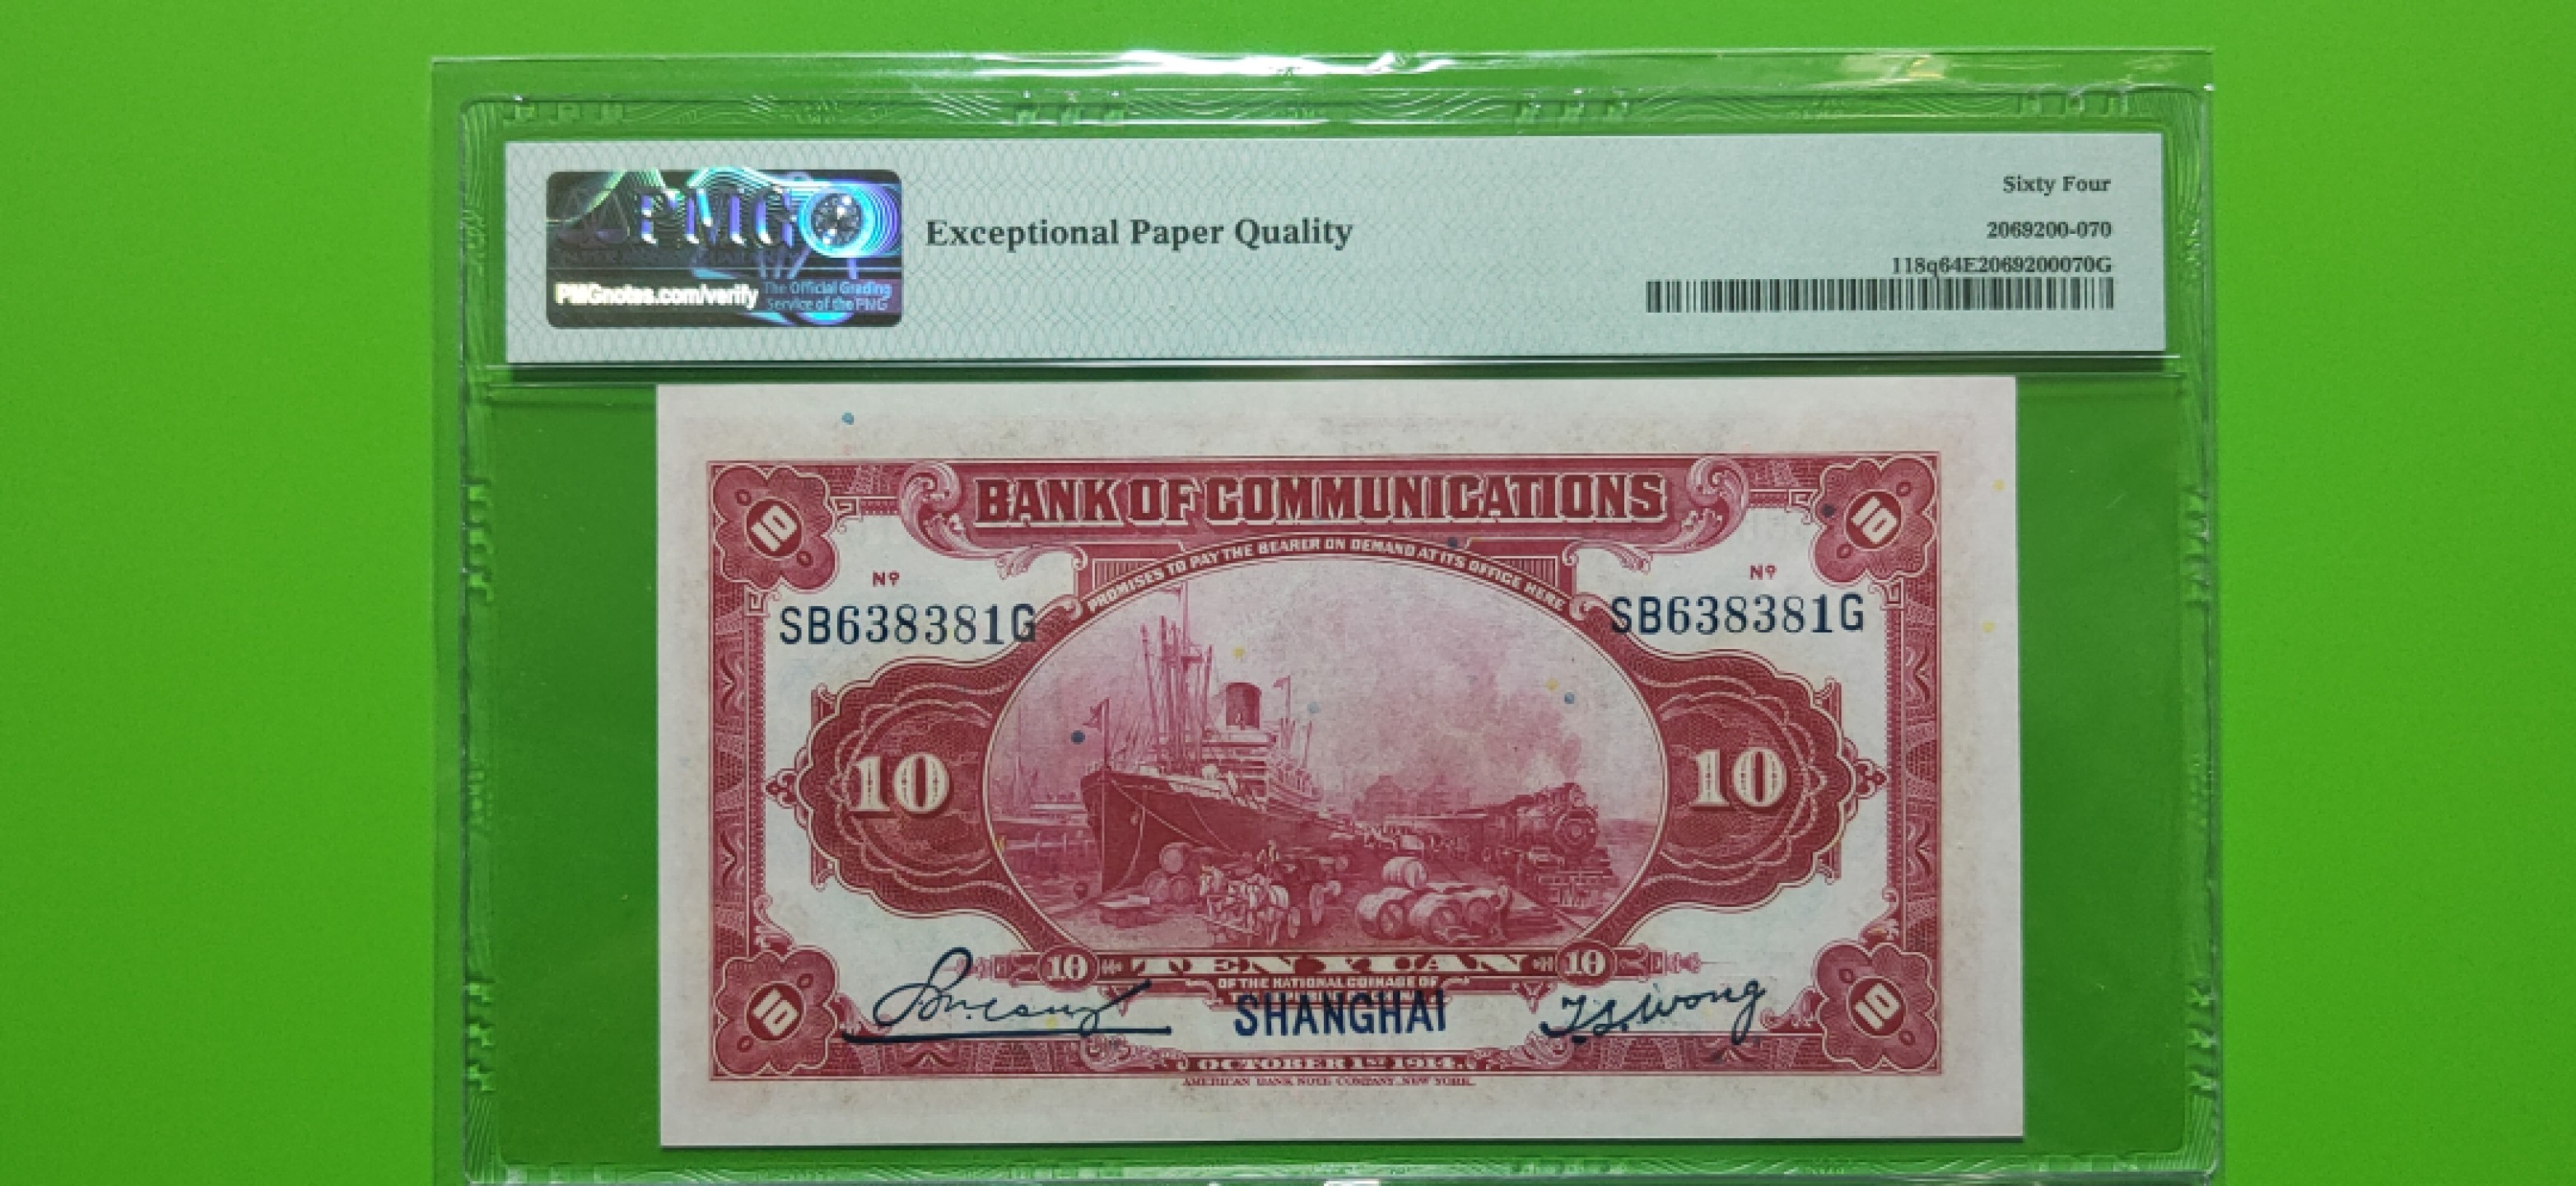 PMG
PMGnotes.com/verify
The Official Grading
Service of the PNG
Exceptional Paper Quality
Sixty Four
2069200-070
118q64E2069200070G
BANK OF COMMUNICATIONS
PROMISES TO PAY THE BEARER ON DEMAND AT ITS OFFICE HERE
10 10
Nº Nº
SB638381G SB638381G
10 10
10 TEN YUAN 10
OF THE NATIONAL COINAGE OF
SHANGHAI
T.S. Wong
10 10
OCTOBER 1ST 1914.
AMERICAN BANK NOTE COMPANY, NEW YORK.